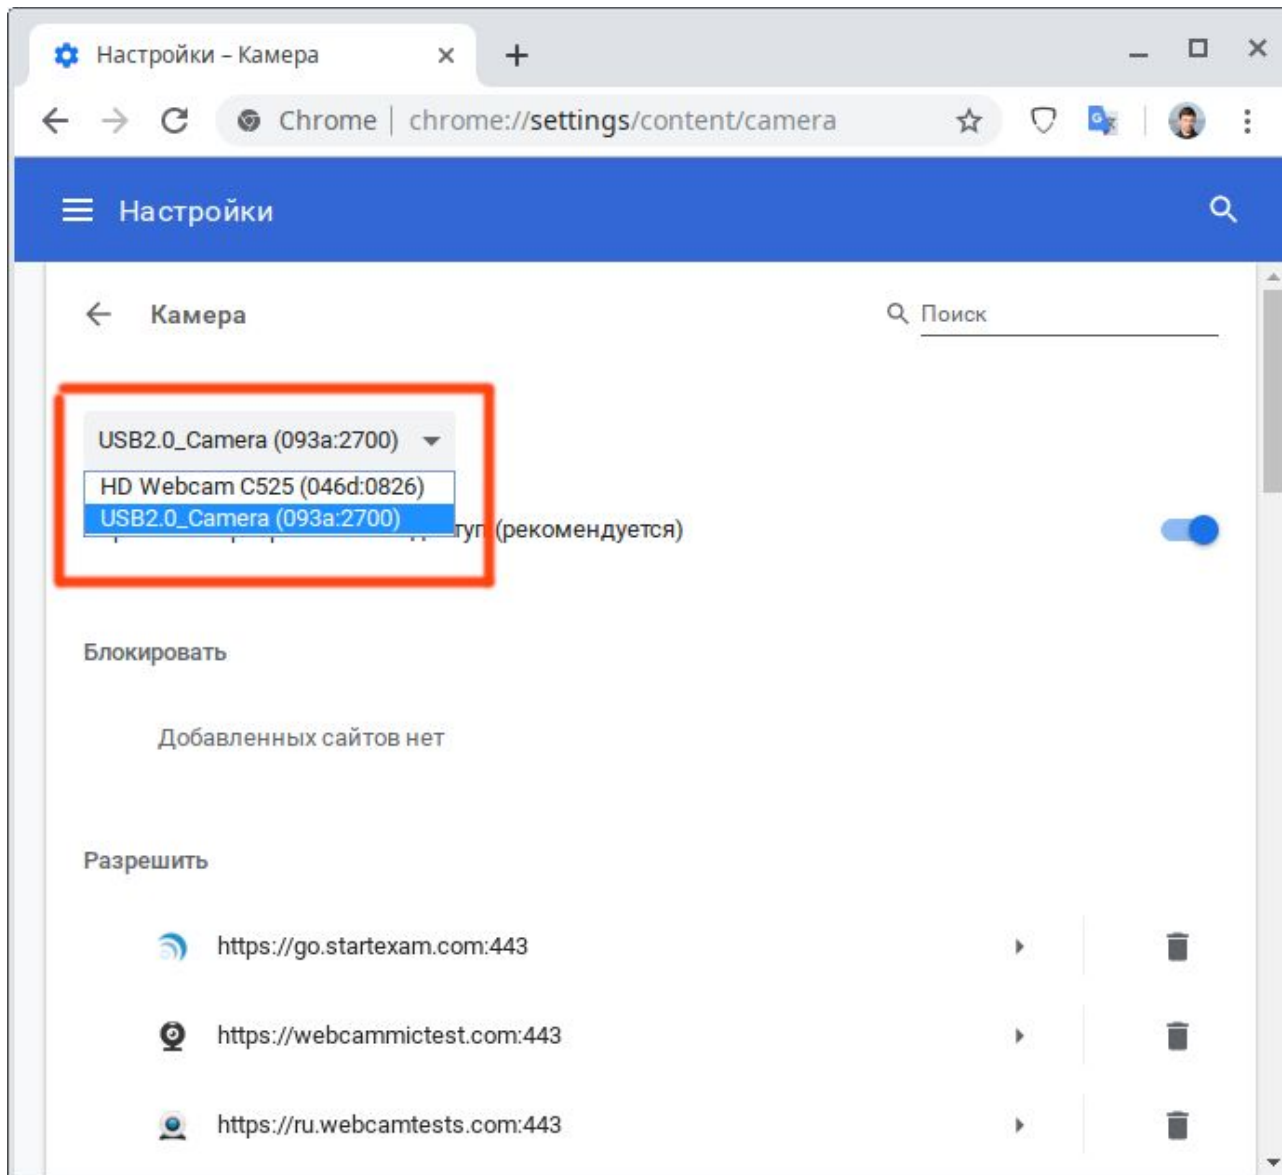 Настройки – Камера
Chrome | chrome://settings/content/camera
Настройки
Камера
Поиск
USB2.0_Camera (093a:2700)
HD Webcam C525 (046d:0826)
USB2.0_Camera (093a:2700)
(рекомендуется)
Блокировать
Добавленных сайтов нет
Разрешить
https://go.startexam.com:443
https://webcammictest.com:443
https://ru.webcamtests.com:443